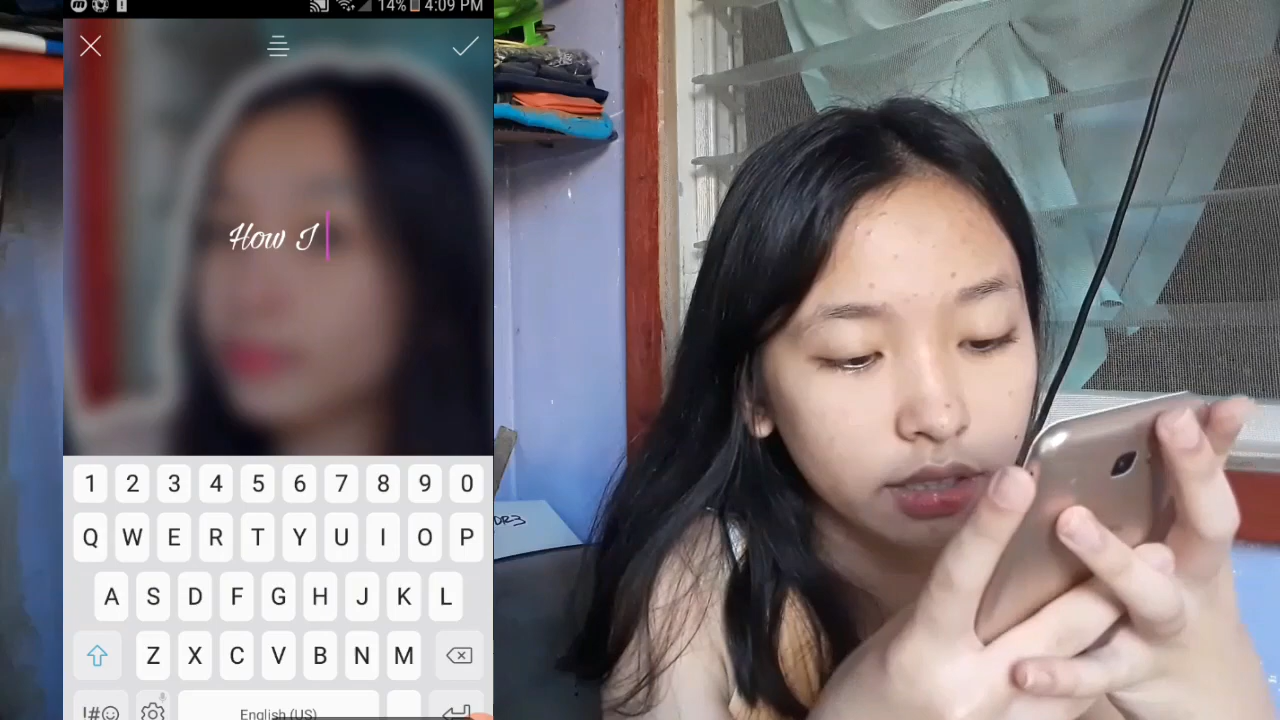 14% 4:09 PM
How I
1 2 3 4 5 6 7 8 9 0
Q W E R T Y U I O P
A S D F G H J K L
Z X C V B N M
!#☺ English (US)